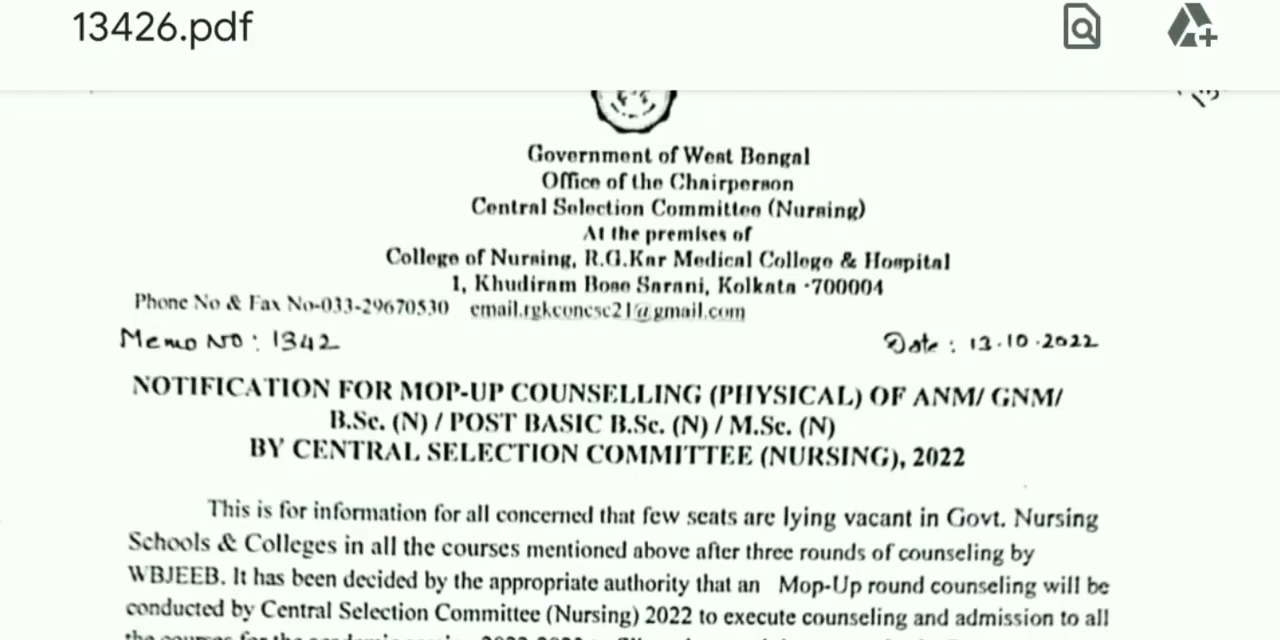 13426.pdf
13
Government of West Bengal
Office of the Chairperson
Central Selection Committee (Nursing)
At the premises of
College of Nursing, R.G.Kar Medical College & Hospital
1, Khudiram Bose Sarani, Kolkata -700004
Phone No & Fax No-033-29670530 email.rgkconcsc21@gmail.com
Memo No : 1342
Date : 13.10.2022
NOTIFICATION FOR MOP-UP COUNSELLING (PHYSICAL) OF ANM/ GNM/
B.Sc. (N) / POST BASIC B.Sc. (N) / M.Sc. (N)
BY CENTRAL SELECTION COMMITTEE (NURSING), 2022
This is for information for all concerned that few seats are lying vacant in Govt. Nursing
Schools & Colleges in all the courses mentioned above after three rounds of counseling by
WBJEEB. It has been decided by the appropriate authority that an Mop-Up round counseling will be
conducted by Central Selection Committee (Nursing) 2022 to execute counseling and admission to all